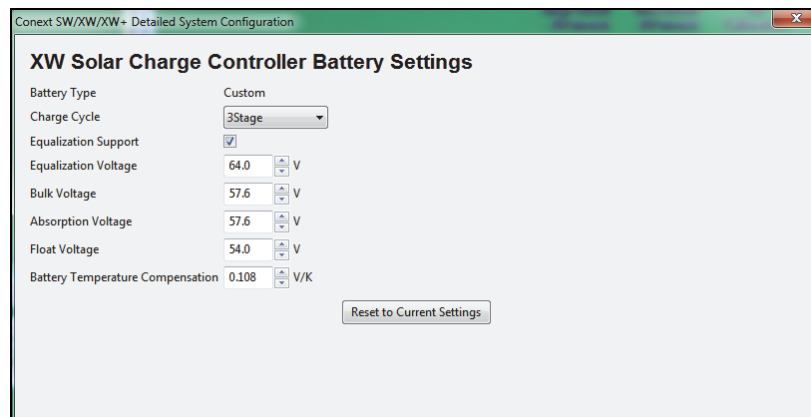 Conext SW/XW/XW+ Detailed System Configuration
XW Solar Charge Controller Battery Settings
Battery Type Custom
Charge Cycle 3Stage
Equalization Support
Equalization Voltage 64.0 V
Bulk Voltage 57.6 V
Absorption Voltage 57.6 V
Float Voltage 54.0 V
Battery Temperature Compensation 0.108 V/K
Reset to Current Settings